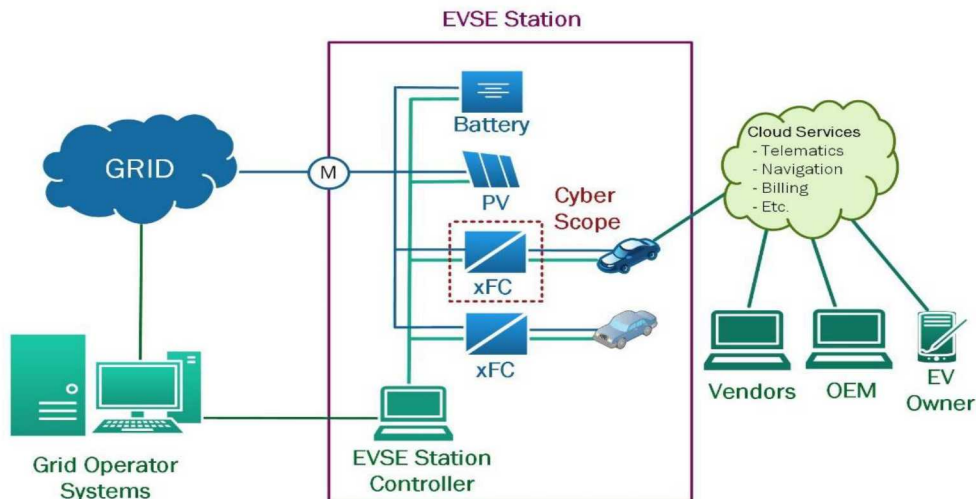 EVSE Station
Battery
GRID
M
PV
Cyber
Scope
xFC
xFC
Cloud Services
- Telematics
- Navigation
- Billing
- Etc.
Vendors
OEM
EV
Owner
Grid Operator
Systems
EVSE Station
Controller